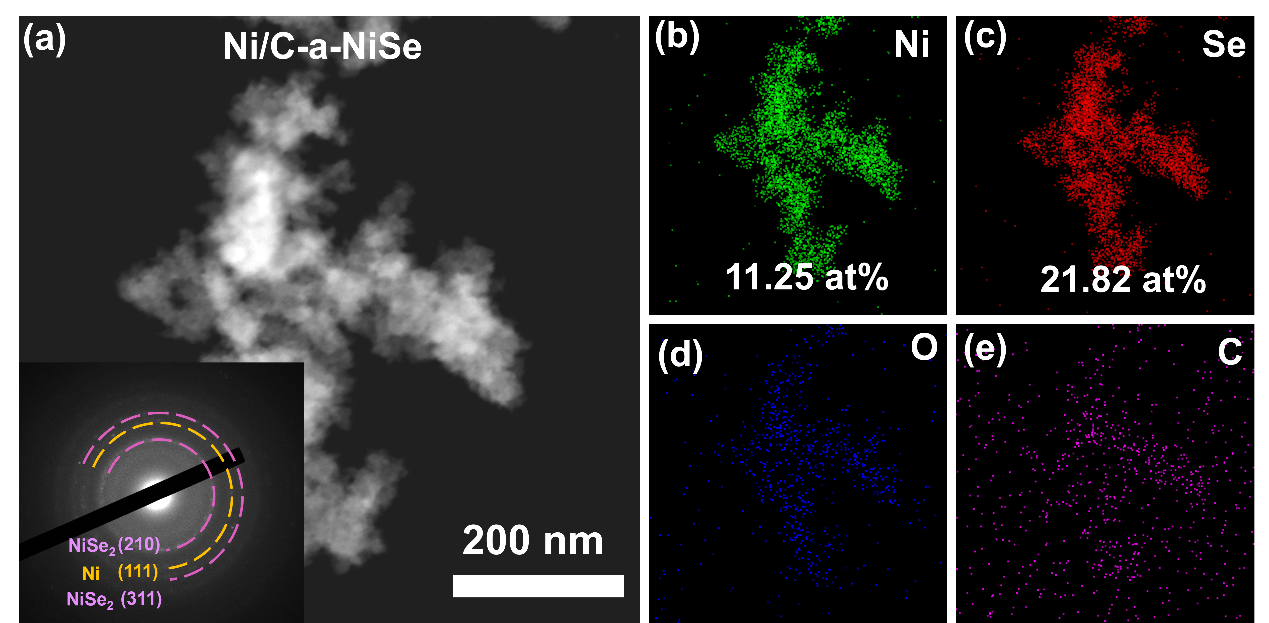 (a)
Ni/C-a-NiSe
NiSe₂ (210)
Ni (111)
NiSe₂ (311)
200 nm
(b)
Ni
11.25 at%
(c)
Se
21.82 at%
(d)
O
(e)
C